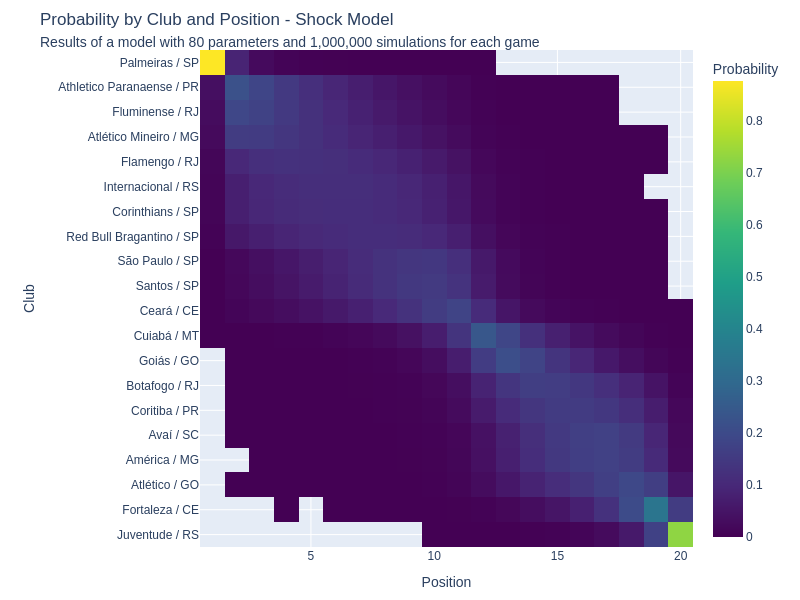 Probability by Club and Position - Shock Model
Results of a model with 80 parameters and 1,000,000 simulations for each game
Probability
Palmeiras / SP
Athletico Paranaense / PR
Fluminense / RJ
Atlético Mineiro / MG
Flamengo / RJ
Internacional / RS
Corinthians / SP
Red Bull Bragantino / SP
São Paulo / SP
Santos / SP
Ceará / CE
Cuiabá / MT
Goiás / GO
Botafogo / RJ
Coritiba / PR
Avaí / SC
América / MG
Atlético / GO
Fortaleza / CE
Juventude / RS
Club
5
10
15
20
Position
0.8
0.7
0.6
0.5
0.4
0.3
0.2
0.1
0